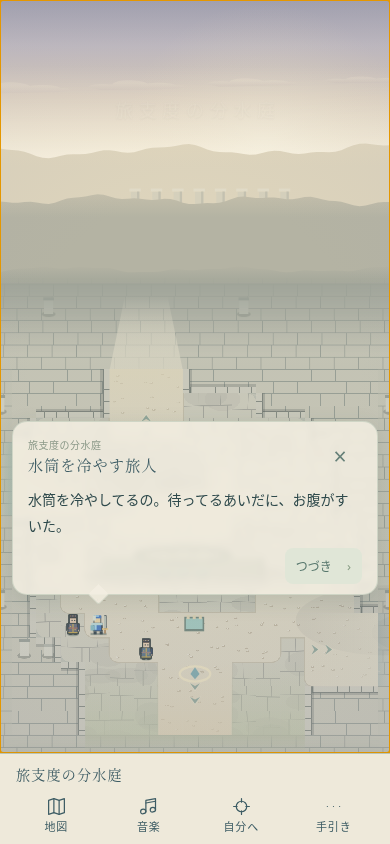 旅支度の分水庭
水筒を冷やす旅人
水筒を冷やしてるの。待ってるあいだに、お腹がす
いた。
つづき ›
旅支度の分水庭
地図
音楽
自分へ
手引き